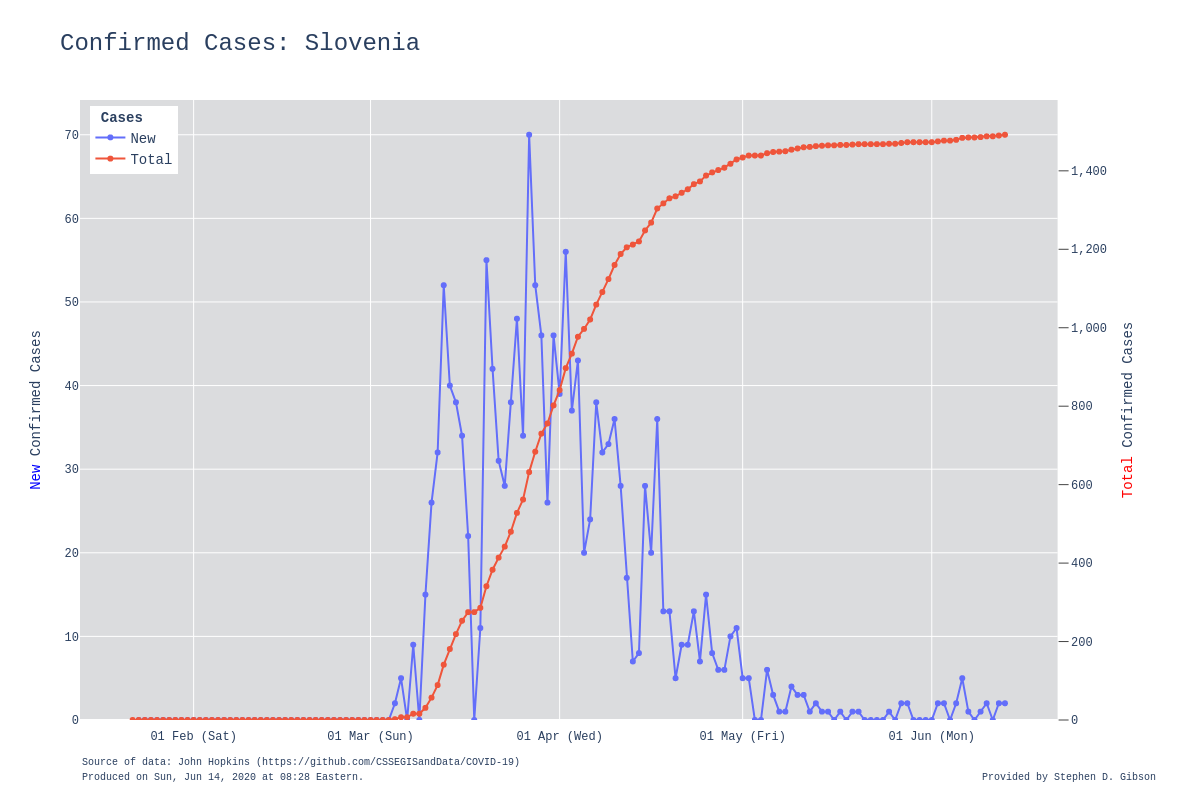 Confirmed Cases: Slovenia
Cases
New
Total
70
60
50
40
30
20
10
0
New Confirmed Cases
1,400
1,200
1,000
800
600
400
200
0
Total Confirmed Cases
01 Feb (Sat) 01 Mar (Sun) 01 Apr (Wed) 01 May (Fri) 01 Jun (Mon)
Source of data: John Hopkins (https://github.com/CSSEGISandData/COVID-19)
Produced on Sun, Jun 14, 2020 at 08:28 Eastern.
Provided by Stephen D. Gibson